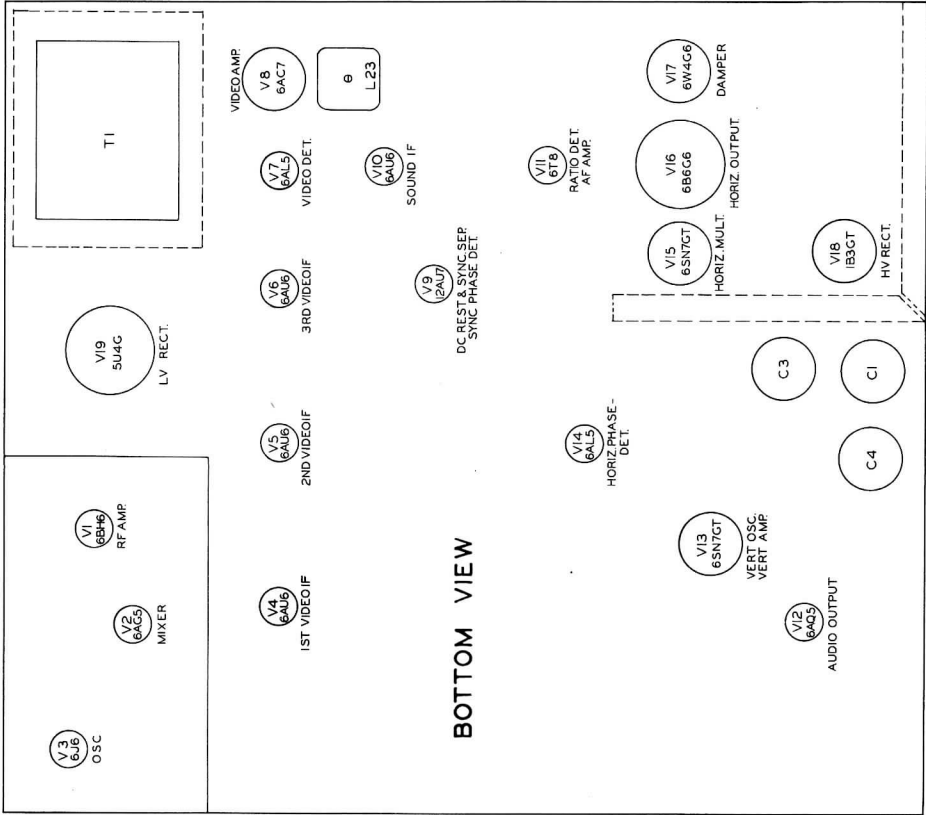 V3
6J6
OSC
V2
6AG5
MIXER
V1
6BH6
RF AMP.
V19
5U4G
LV RECT.
T1
V4
6AU6
1ST VIDEO IF
V5
6AU6
2ND VIDEO IF
V6
6AU6
3RD VIDEO IF
V7
6AL5
VIDEO DET.
VIDEO AMP.
V8
6AC7
L23
V10
6AU6
SOUND IF
V9
12AU7
DC REST & SYNC. SEP.
SYNC PHASE DET.
BOTTOM VIEW
V14
6AL5
HORIZ. PHASE-
DET.
V11
6T8
RATIO DET.
AF AMP.
V15
6SN7GT
HORIZ. MULT.
V16
6B6G6
HORIZ. OUTPUT.
V17
6W4G6
DAMPER
V13
6SN7GT
VERT OSC.
VERT AMP.
V12
6AQ5
AUDIO OUTPUT
C3
C4
C1
V18
1B3GT
HV RECT.